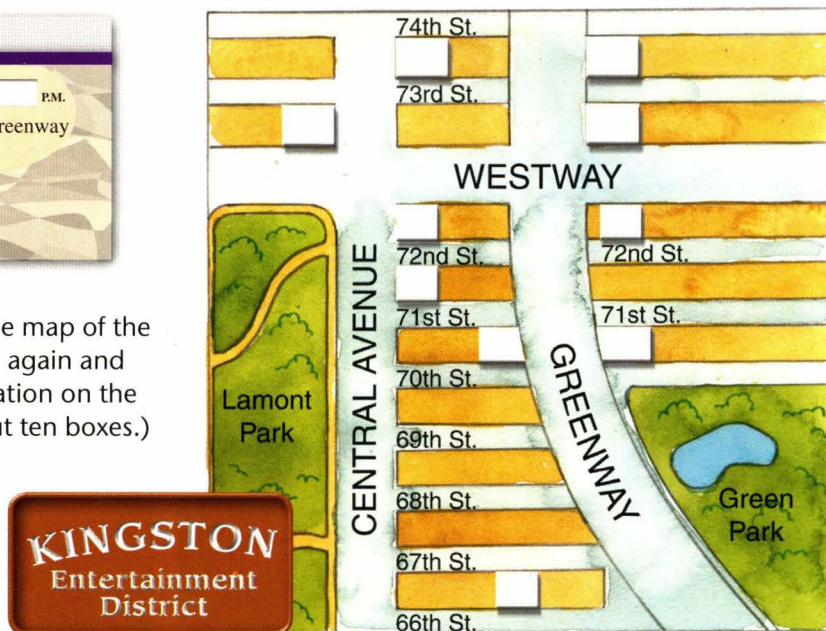 P.M.
reenway
e map of the
again and
ation on the
ut ten boxes.)
KINGSTON
Entertainment
District
74th St.
73rd St.
WESTWAY
72nd St.
72nd St.
71st St.
71st St.
70th St.
69th St.
68th St.
67th St.
66th St.
CENTRAL AVENUE
GREENWAY
Lamont
Park
Green
Park